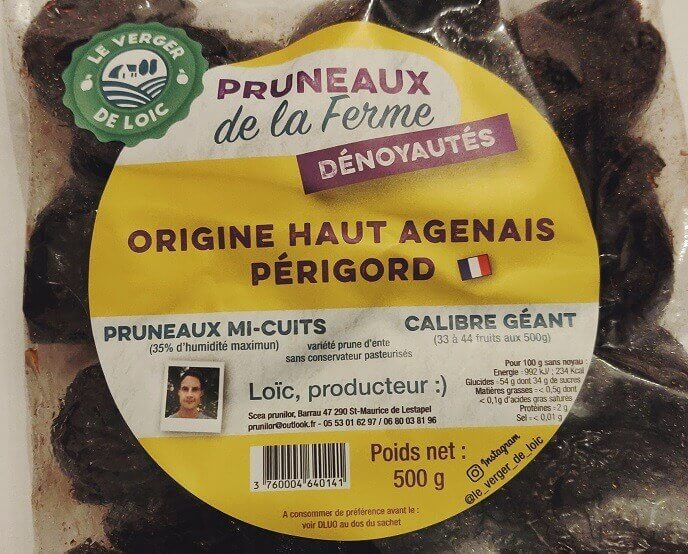 LE VERGER
DE LOIC
PRUNEAUX
de la Ferme
DÉNOYAUTÉS
ORIGINE HAUT AGENAIS
PÉRIGORD
PRUNEAUX MI-CUITS
(35% d'humidité maximun)
variété prune d'ente
sans conservateur pasteurisés
CALIBRE GÉANT
(33 à 44 fruits aux 500g)
Pour 100 g sans noyau :
Energie - 992 kJ / 234 Kcal
Glucides - 54 g dont 34 g de sucres
Matières grasses - < 0,5g dont
< 0,1g d'acides gras saturés
Protéines - 2 g
Sel - < 0,01 g
Loïc, producteur :)
Scea prunilor, Barrau 47 290 St-Maurice de Lestapel
prunilor@outlook.fr - 05 53 01 62 97 / 06 80 03 81 96
3 760004 640141
Poids net :
500 g
Instagram
@le_verger_de_loic
A consommer de préférence avant le :
voir DLUO au dos du sachet